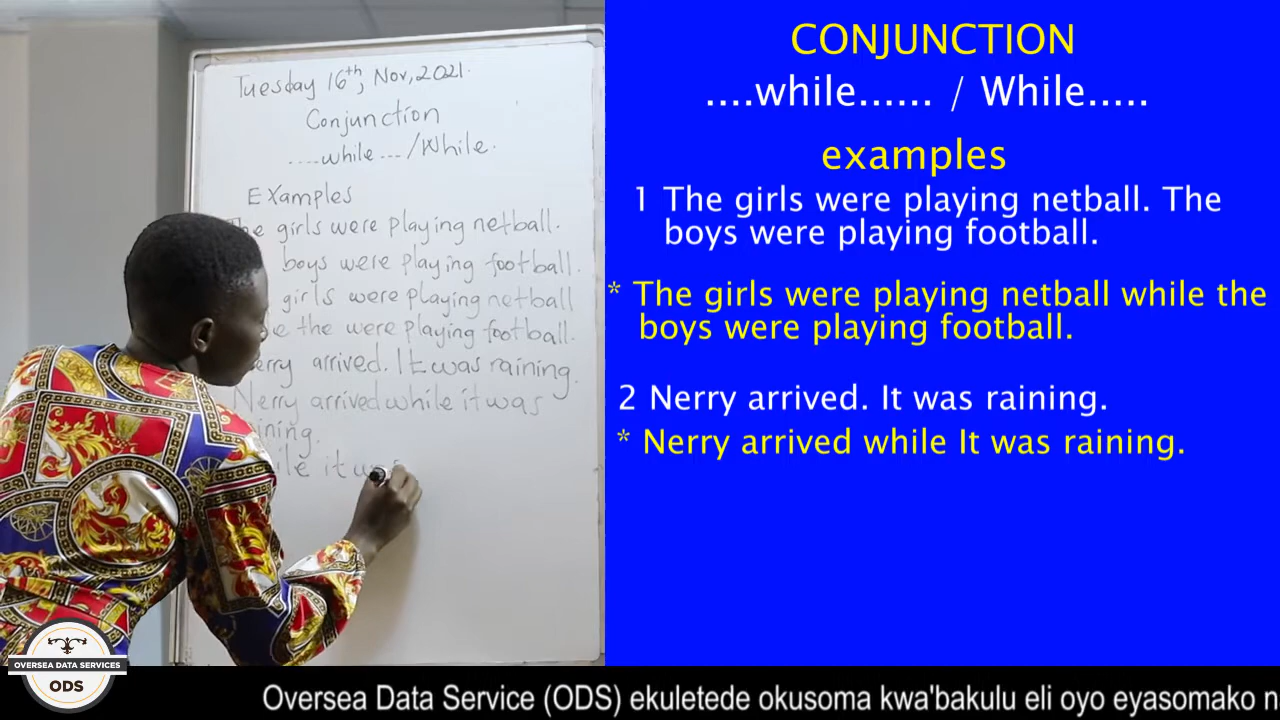 Tuesday 16th, Nov, 2021.
Conjunction
....while.... /While.
Examples
girls were playing netball.
boys were playing football.
girls were playing netball
the were playing football.
arrived. It was raining.
Nerry arrived while it was
it was
CONJUNCTION
....while...... / While.....
examples
1 The girls were playing netball. The
boys were playing football.
* The girls were playing netball while the
boys were playing football.
2 Nerry arrived. It was raining.
* Nerry arrived while It was raining.
OVERSEA DATA SERVICES
ODS
Oversea Data Service (ODS) ekuletede okusoma kwa'bakulu eli oyo eyasomako n